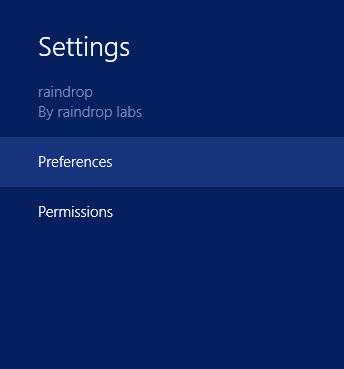 Settings
raindrop
By raindrop labs
Preferences
Permissions